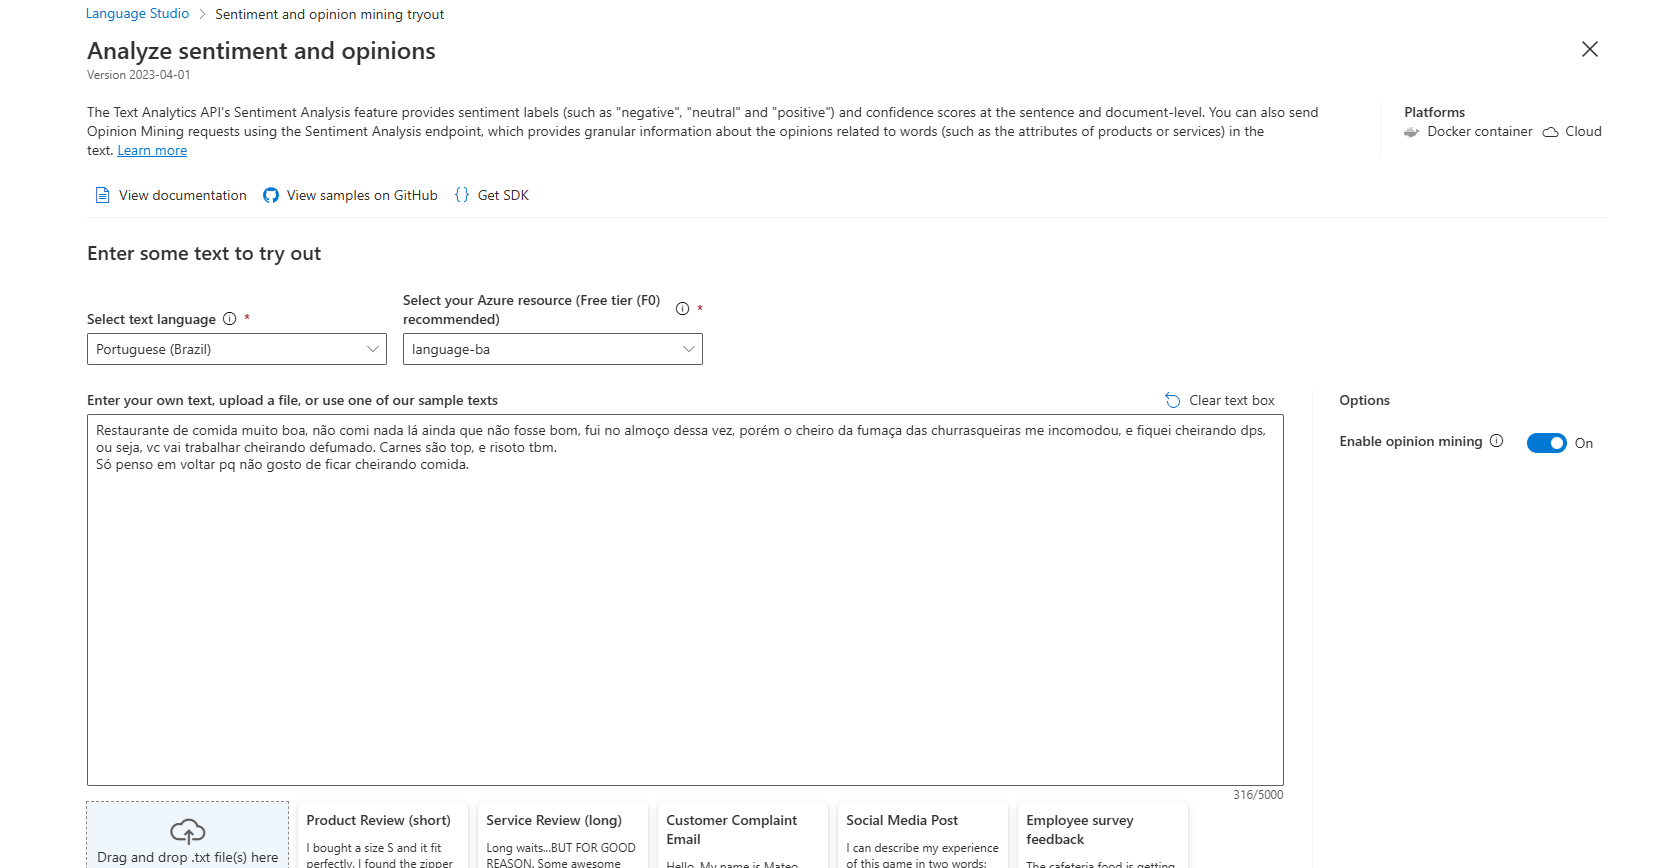 Language Studio > Sentiment and opinion mining tryout
Analyze sentiment and opinions
Version 2023-04-01
The Text Analytics API's Sentiment Analysis feature provides sentiment labels (such as "negative", "neutral" and "positive") and confidence scores at the sentence and document-level. You can also send
Opinion Mining requests using the Sentiment Analysis endpoint, which provides granular information about the opinions related to words (such as the attributes of products or services) in the
text. Learn more
Platforms
Docker container Cloud
View documentation View samples on GitHub {} Get SDK
Enter some text to try out
Select text language *
Portuguese (Brazil)
Select your Azure resource (Free tier (F0)
recommended) *
language-ba
Enter your own text, upload a file, or use one of our sample texts
Clear text box
Restaurante de comida muito boa, não comi nada lá ainda que não fosse bom, fui no almoço dessa vez, porém o cheiro da fumaça das churrasqueiras me incomodou, e fiquei cheirando dps,
ou seja, vc vai trabalhar cheirando defumado. Carnes são top, e risoto tbm.
Só penso em voltar pq não gosto de ficar cheirando comida.
316/5000
Options
Enable opinion mining On
Drag and drop .txt file(s) here
Product Review (short)
I bought a size S and it fit
perfectly. I found the zipper
Service Review (long)
Long waits...BUT FOR GOOD
REASON. Some awesome
Customer Complaint
Email
Hello, My name is Mateo
Social Media Post
I can describe my experience
of this game in two words:
Employee survey
feedback
The cafeteria food is getting